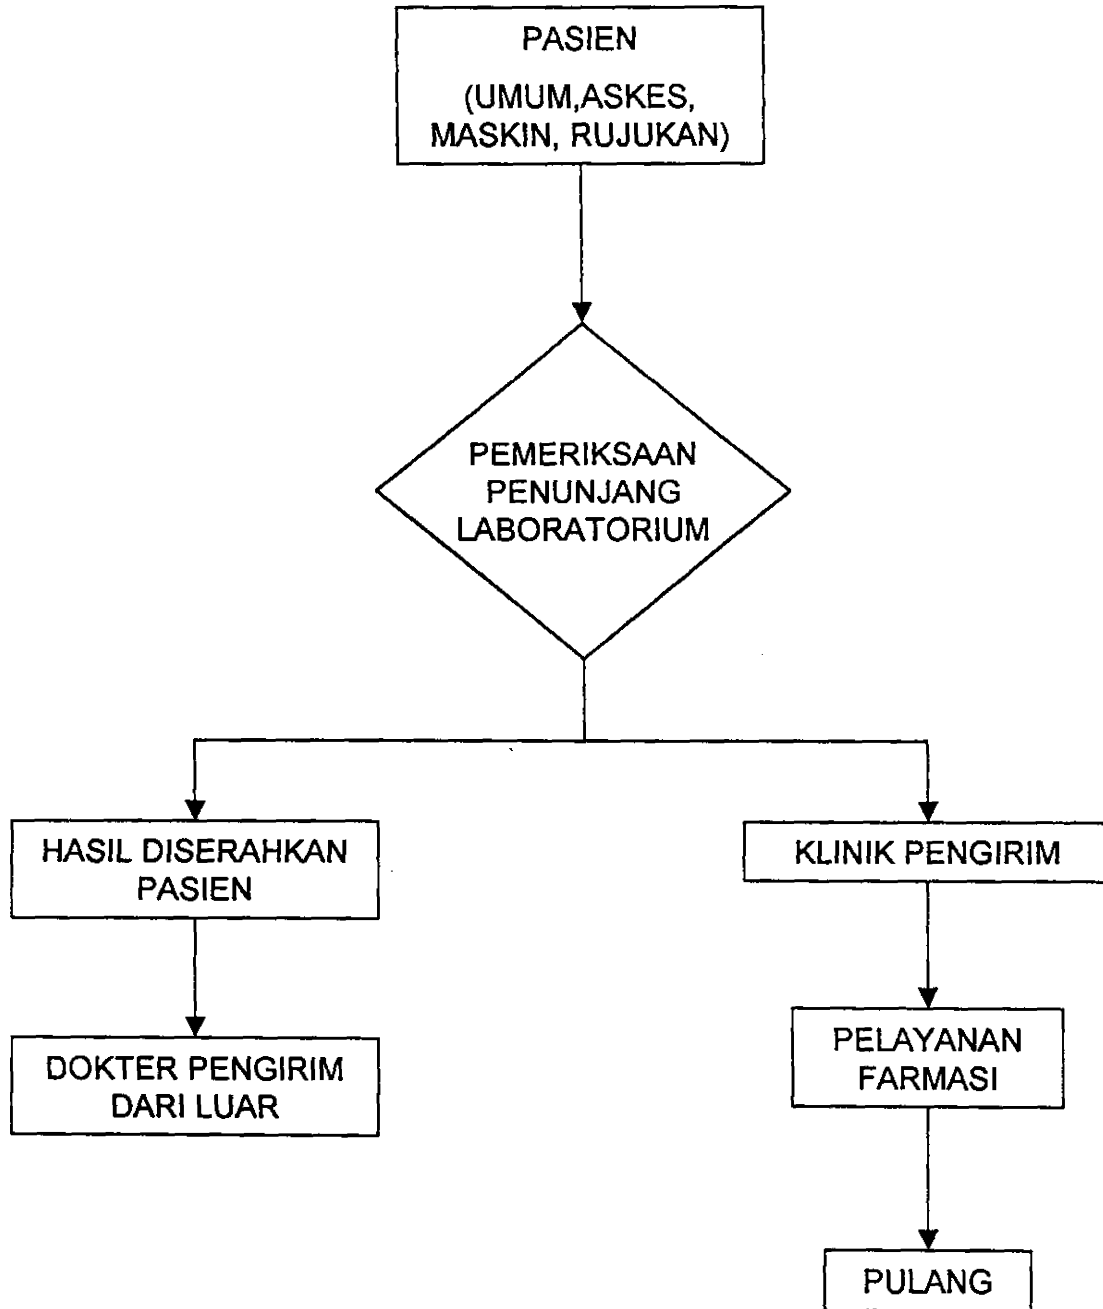 PASIEN
(UMUM,ASKES,
MASKIN, RUJUKAN)
PEMERIKSAAN
PENUNJANG
LABORATORIUM
HASIL DISERAHKAN
PASIEN
KLINIK PENGIRIM
DOKTER PENGIRIM
DARI LUAR
PELAYANAN
FARMASI
PULANG